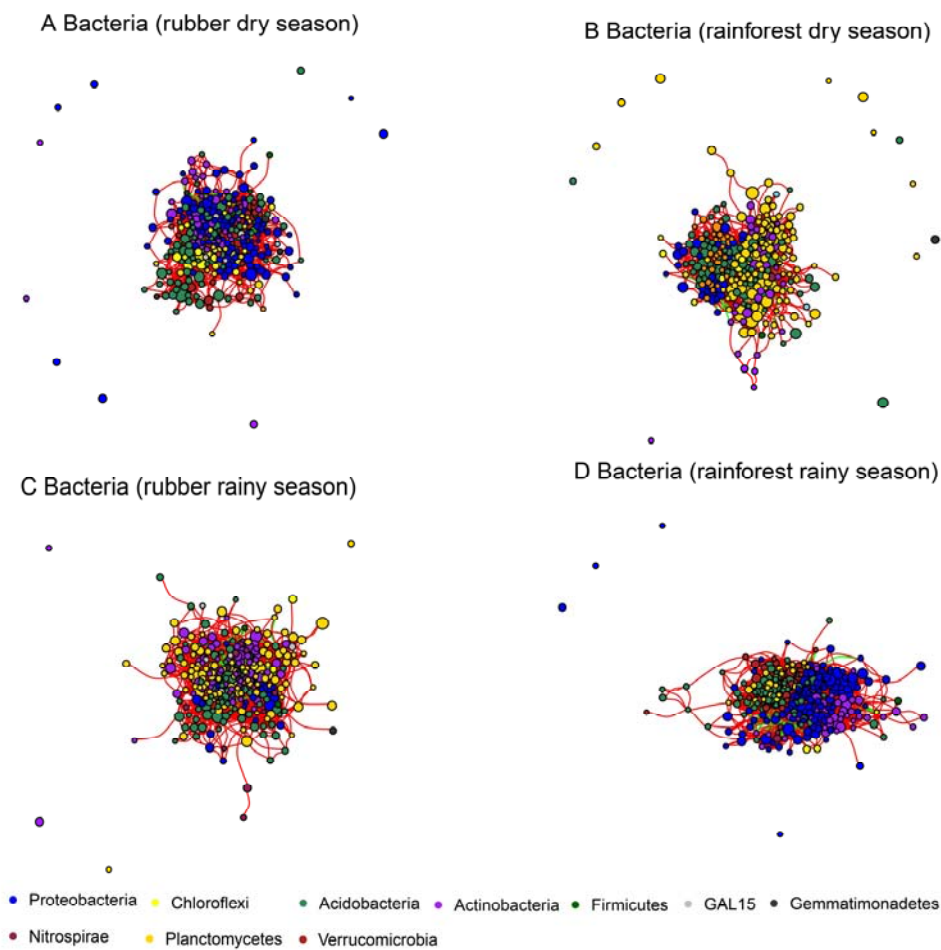 A Bacteria (rubber dry season)
B Bacteria (rainforest dry season)
C Bacteria (rubber rainy season)
D Bacteria (rainforest rainy season)
Proteobacteria Chloroflexi Acidobacteria Actinobacteria Firmicutes GAL15 Gemmatimonadetes
Nitrospirae Planctomycetes Verrucomicrobia